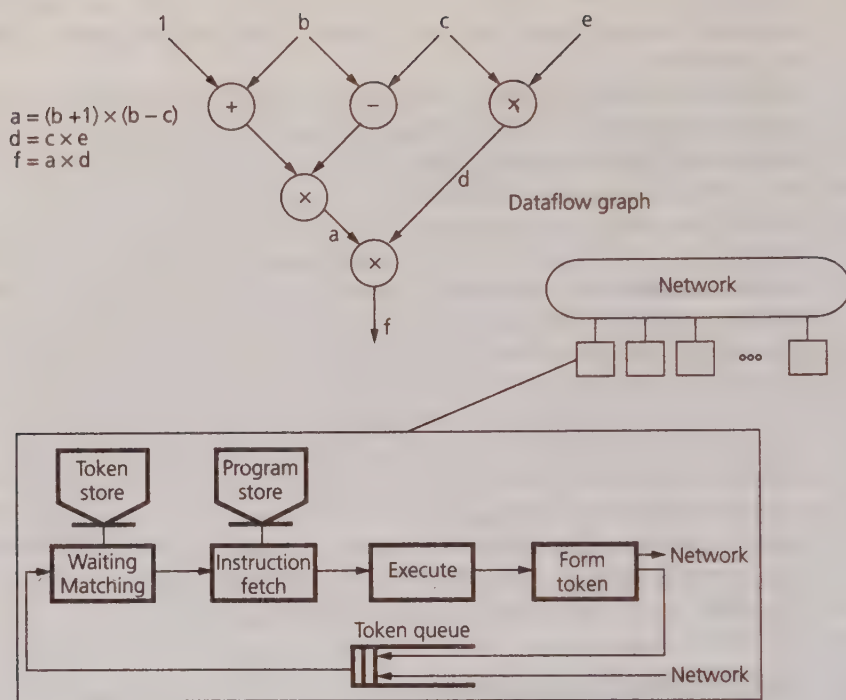 1 b c e
+ − ×
a = (b +1) × (b − c)
d = c × e
f = a × d
×
d
Dataflow graph
a
×
f
Network
ooo
Token
store
Program
store
Waiting
Matching
Instruction
fetch
Execute
Form
token
Network
Token queue
Network